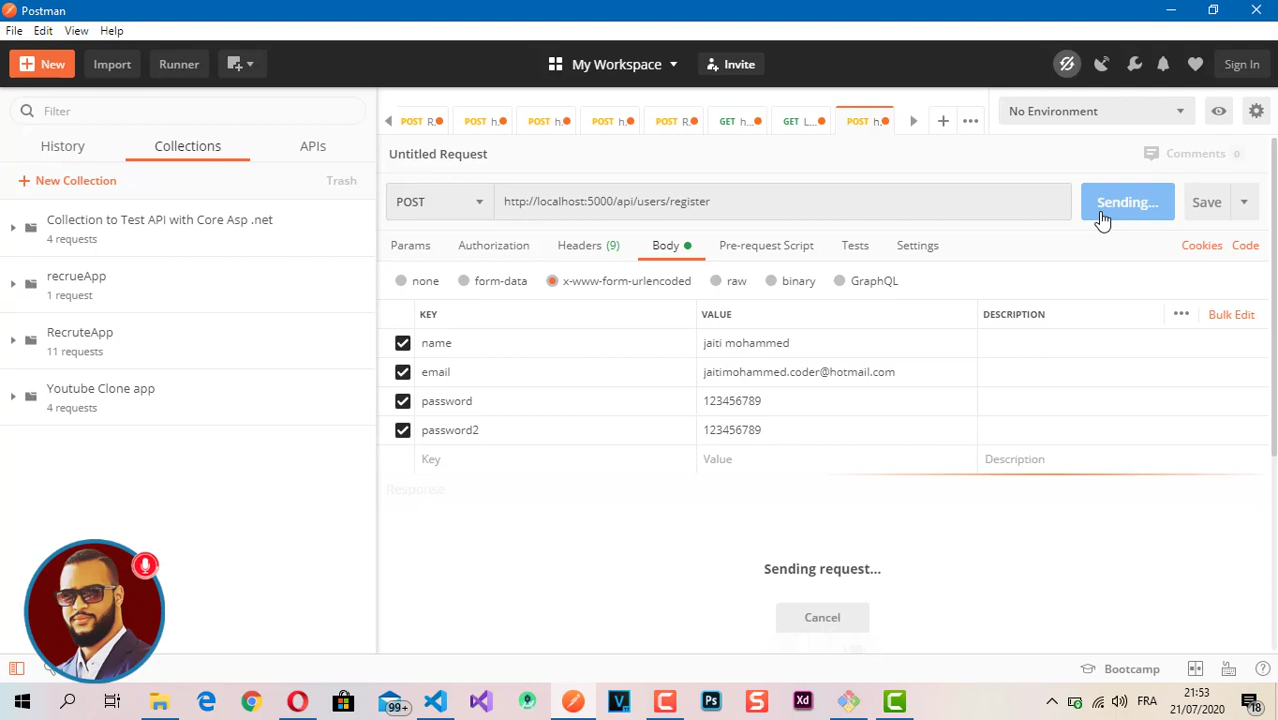 Postman
File Edit View Help
New Import Runner My Workspace Invite Sign In
Filter
POST R. POST h. POST h. POST h. POST R. GET h... GET L... POST h. No Environment
History Collections APIs
Untitled Request Comments 0
New Collection Trash
POST http://localhost:5000/api/users/register Sending... Save
Collection to Test API with Core Asp .net
4 requests
Params Authorization Headers (9) Body Pre-request Script Tests Settings Cookies Code
recrueApp
1 request
none form-data x-www-form-urlencoded raw binary GraphQL
KEY VALUE DESCRIPTION Bulk Edit
RecruteApp
11 requests
name jaiti mohammed
email jaitimohammed.coder@hotmail.com
Youtube Clone app
4 requests
password 123456789
password2 123456789
Key Value Description
Response
Sending request...
Cancel
Bootcamp
99+ Ps S Xd FRA 21:53
21/07/2020 18